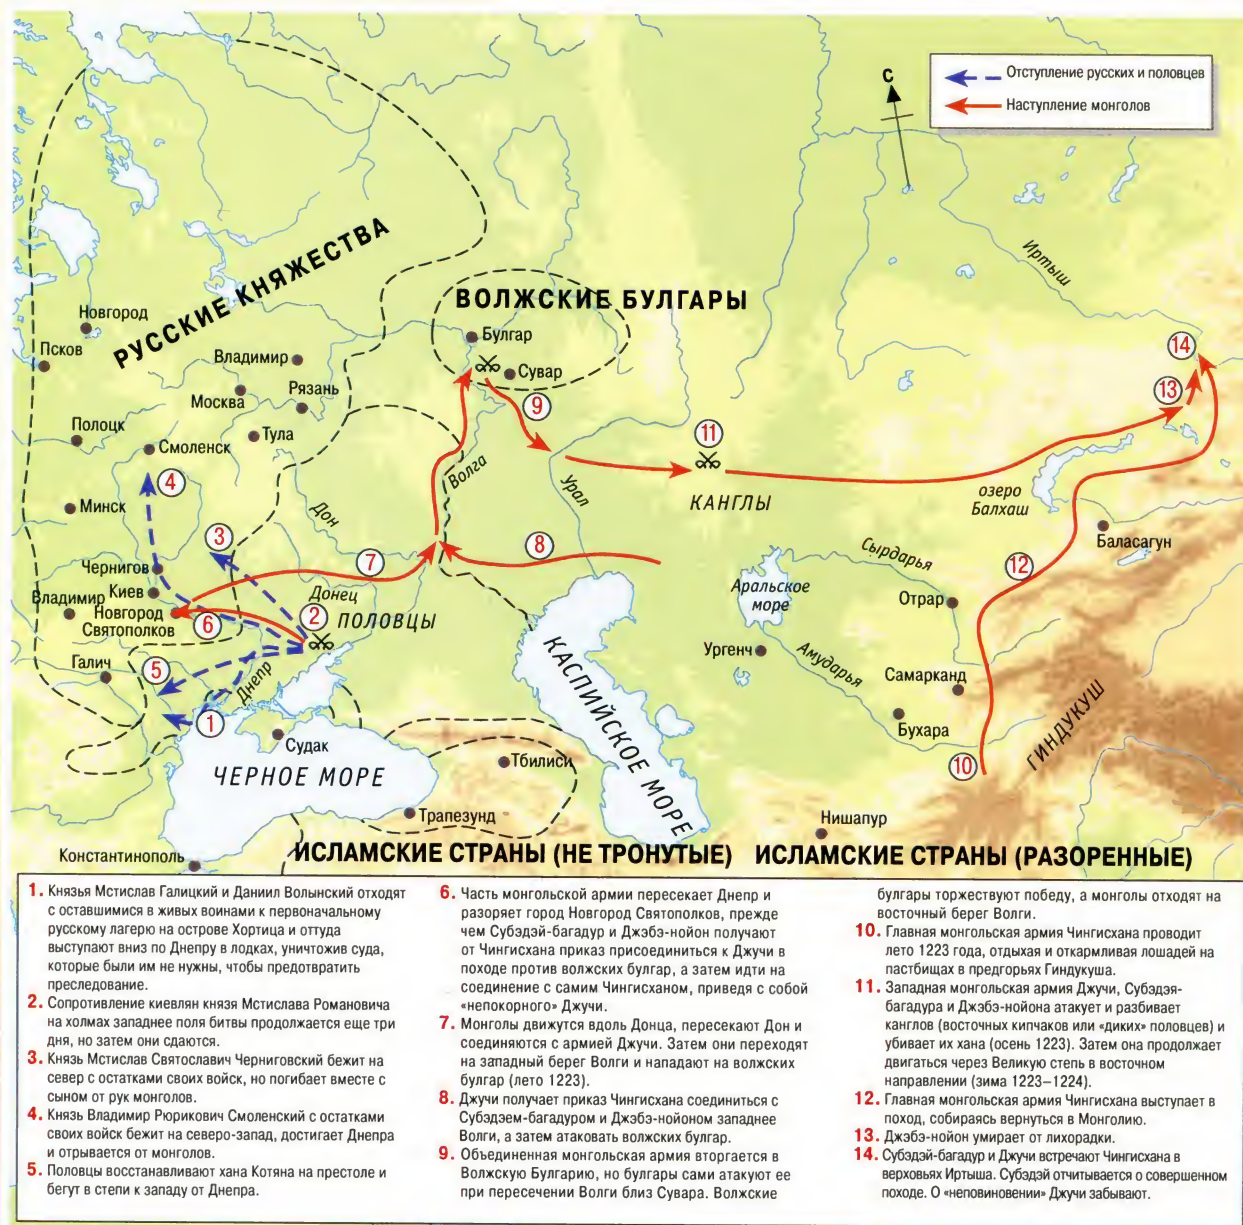 С
Отступление русских и половцев
Наступление монголов
РУССКИЕ КНЯЖЕСТВА
ВОЛЖСКИЕ БУЛГАРЫ
Иртыш
Новгород
Псков
Владимир
Москва
Рязань
Полоцк
Смоленск
Тула
Минск
Булгар
Сувар
Волга
Урал
Дон
КАНГЛЫ
озеро
Балхаш
Баласагун
Чернигов
Киев
Владимир
Новгород
Святополков
Донец
ПОЛОВЦЫ
Галич
Днепр
Сырдарья
Аральское
море
Отрар
Ургенч
Амударья
Самарканд
Бухара
ГИНДУКУШ
КАСПИЙСКОЕ МОРЕ
Судак
ЧЕРНОЕ МОРЕ
Тбилиси
Трапезунд
Нишапур
Константинополь
ИСЛАМСКИЕ СТРАНЫ (НЕ ТРОНУТЫЕ)
ИСЛАМСКИЕ СТРАНЫ (РАЗОРЕННЫЕ)
1
2
3
4
5
6
7
8
9
10
11
12
13
14
1. Князья Мстислав Галицкий и Даниил Волынский отходят
с оставшимися в живых воинами к первоначальному
русскому лагерю на острове Хортица и оттуда
выступают вниз по Днепру в лодках, уничтожив суда,
которые были им не нужны, чтобы предотвратить
преследование.
2. Сопротивление киевлян князя Мстислава Романовича
на холмах западнее поля битвы продолжается еще три
дня, но затем они сдаются.
3. Князь Мстислав Святославич Черниговский бежит на
север с остатками своих войск, но погибает вместе с
сыном от рук монголов.
4. Князь Владимир Рюрикович Смоленский с остатками
своих войск бежит на северо-запад, достигает Днепра
и отрывается от монголов.
5. Половцы восстанавливают хана Котяна на престоле и
бегут в степи к западу от Днепра.
6. Часть монгольской армии пересекает Днепр и
разоряет город Новгород Святополков, прежде
чем Субэдэй-багадур и Джэбэ-нойон получают
от Чингисхана приказ присоединиться к Джучи в
походе против волжских булгар, а затем идти на
соединение с самим Чингисханом, приведя с собой
«непокорного» Джучи.
7. Монголы движутся вдоль Донца, пересекают Дон и
соединяются с армией Джучи. Затем они переходят
на западный берег Волги и нападают на волжских
булгар (лето 1223).
8. Джучи получает приказ Чингисхана соединиться с
Субэдэем-багадуром и Джэбэ-нойоном западнее
Волги, а затем атаковать волжских булгар.
9. Объединенная монгольская армия вторгается в
Волжскую Булгарию, но булгары сами атакуют ее
при пересечении Волги близ Сувара. Волжские
булгары торжествуют победу, а монголы отходят на
восточный берег Волги.
10. Главная монгольская армия Чингисхана проводит
лето 1223 года, отдыхая и откармливая лошадей на
пастбищах в предгорьях Гиндукуша.
11. Западная монгольская армия Джучи, Субэдэя-
багадура и Джэбэ-нойона атакует и разбивает
канглов (восточных кипчаков или «диких» половцев) и
убивает их хана (осень 1223). Затем она продолжает
двигаться через Великую степь в восточном
направлении (зима 1223–1224).
12. Главная монгольская армия Чингисхана выступает в
поход, собираясь вернуться в Монголию.
13. Джэбэ-нойон умирает от лихорадки.
14. Субэдэй-багадур и Джучи встречают Чингисхана в
верховьях Иртыша. Субэдэй отчитывается о совершенном
походе. О «неповиновении» Джучи забывают.